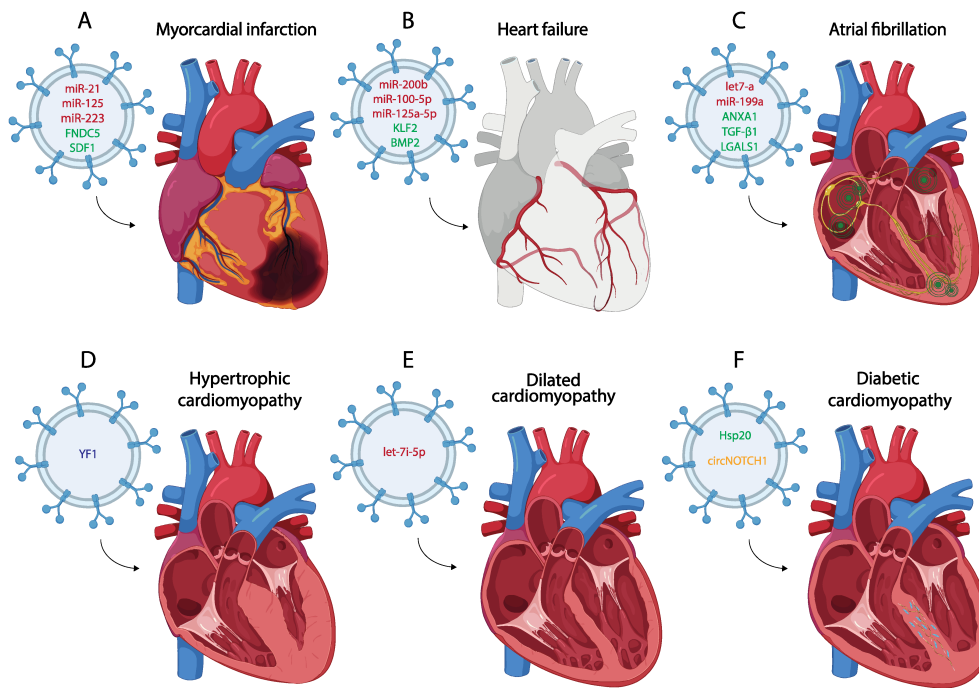 A
Myorcardial infarction
miR-21
miR-125
miR-223
FNDC5
SDF1
B
Heart failure
miR-200b
miR-100-5p
miR-125a-5p
KLF2
BMP2
C
Atrial fibrillation
let7-a
miR-199a
ANXA1
TGF-β1
LGALS1
D
Hypertrophic
cardiomyopathy
YF1
E
Dilated
cardiomyopathy
let-7i-5p
F
Diabetic
cardiomyopathy
Hsp20
circNOTCH1